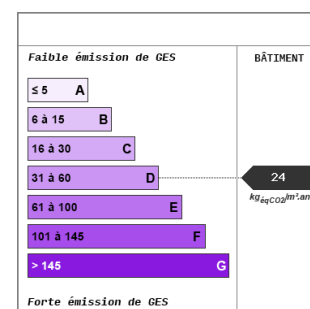 Faible émission de GES
BÂTIMENT
≤ 5 A
6 à 15 B
16 à 30 C
31 à 60 D
24
kgéqCO2/m².an
61 à 100 E
101 à 145 F
> 145 G
Forte émission de GES